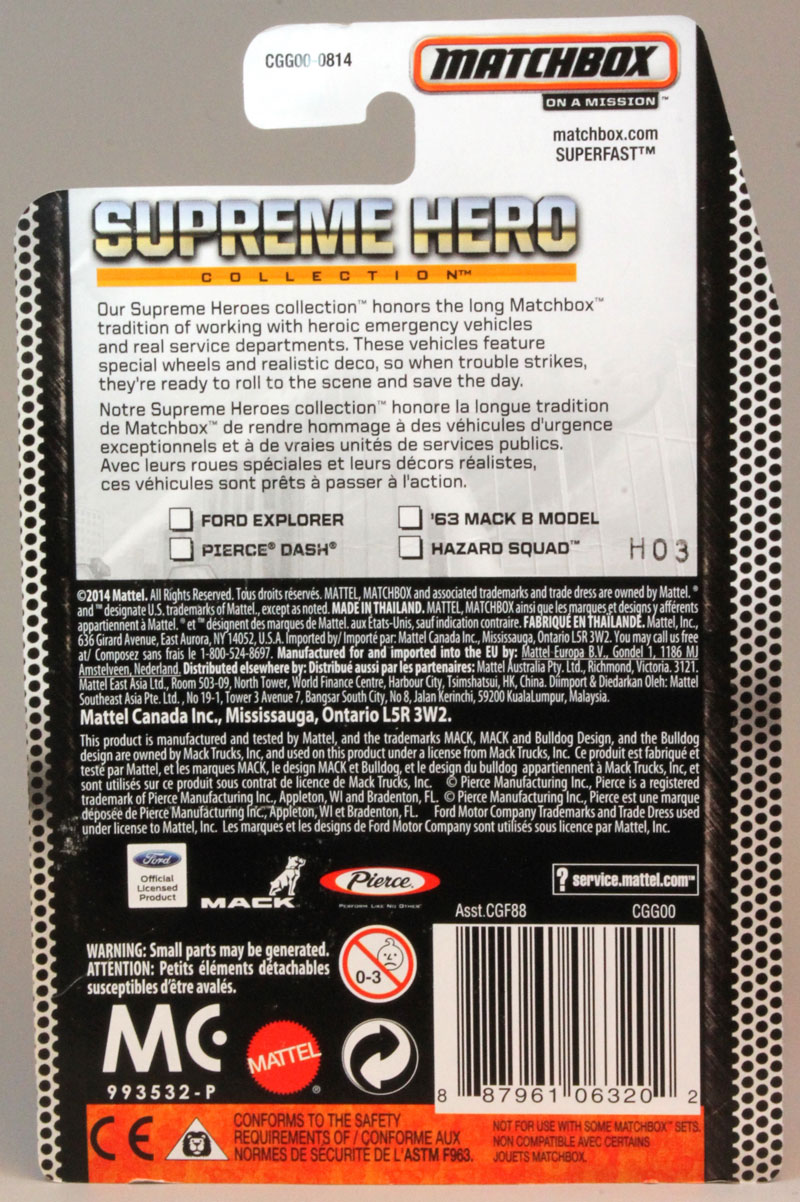 CGG00-0814
MATCHBOX
ON A MISSION™
matchbox.com
SUPERFAST™
SUPREME HERO
COLLECTION™
Our Supreme Heroes collection™ honors the long Matchbox™
tradition of working with heroic emergency vehicles
and real service departments. These vehicles feature
special wheels and realistic deco, so when trouble strikes,
they're ready to roll to the scene and save the day.
Notre Supreme Heroes collection™ honore la longue tradition
de Matchbox™ de rendre hommage à des véhicules d'urgence
exceptionnels et à de vraies unités de services publics.
Avec leurs roues spéciales et leurs décors réalistes,
ces véhicules sont prêts à passer à l'action.
FORD EXPLORER
'63 MACK B MODEL
PIERCE® DASH®
HAZARD SQUAD™
H03
©2014 Mattel. All Rights Reserved. Tous droits réservés. MATTEL, MATCHBOX and associated trademarks and trade dress are owned by Mattel. ®
and ™ designate U.S. trademarks of Mattel., except as noted. MADE IN THAILAND. MATTEL, MATCHBOX ainsi que les marques et designs y afférents
appartiennent à Mattel. ® et ™ désignent des marques de Mattel. aux États-Unis, sauf indication contraire. FABRIQUÉ EN THAÏLANDE. Mattel, Inc.,
636 Girard Avenue, East Aurora, NY 14052, U.S.A. Imported by/ Importé par: Mattel Canada Inc., Mississauga, Ontario L5R 3W2. You may call us free
at/ Composez sans frais le 1-800-524-8697. Manufactured for and imported into the EU by: Mattel Europa B.V., Gondel 1, 1186 MJ
Amstelveen, Nederland. Distributed elsewhere by: Distribué aussi par les partenaires: Mattel Australia Pty. Ltd., Richmond, Victoria. 3121.
Mattel East Asia Ltd., Room 503-09, North Tower, World Finance Centre, Harbour City, Tsimshatsui, HK, China. Diimport & Diedarkan Oleh: Mattel
Southeast Asia Pte. Ltd., No 19-1, Tower 3 Avenue 7, Bangsar South City, No 8, Jalan Kerinchi, 59200 KualaLumpur, Malaysia.
Mattel Canada Inc., Mississauga, Ontario L5R 3W2.
This product is manufactured and tested by Mattel, and the trademarks MACK, MACK and Bulldog Design, and the Bulldog
design are owned by Mack Trucks, Inc, and used on this product under a license from Mack Trucks, Inc. Ce produit est fabriqué et
testé par Mattel, et les marques MACK, le design MACK et Bulldog, et le design du bulldog appartiennent à Mack Trucks, Inc, et
sont utilisés sur ce produit sous contrat de licence de Mack Trucks, Inc. © Pierce Manufacturing Inc., Pierce is a registered
trademark of Pierce Manufacturing Inc., Appleton, WI and Bradenton, FL. © Pierce Manufacturing Inc., Pierce est une marque
déposée de Pierce Manufacturing Inc., Appleton, WI et Bradenton, FL. Ford Motor Company Trademarks and Trade Dress used
under license to Mattel, Inc. Les marques et les designs de Ford Motor Company sont utilisés sous licence par Mattel, Inc.
Ford
Official
Licensed
Product
MACK
Pierce
PERFORM LIKE NO OTHER
? service.mattel.com™
Asst.CGF88
CGG00
WARNING: Small parts may be generated.
ATTENTION: Petits éléments détachables
susceptibles d'être avalés.
0-3
MC
993532-P
MATTEL®
8 87961 06320 2
CE
CONFORMS TO THE SAFETY
REQUIREMENTS OF / CONFORME AUX
NORMES DE SECURITE DE L'ASTM F963.
NOT FOR USE WITH SOME MATCHBOX™ SETS.
NON COMPATIBLE AVEC CERTAINS
JOUETS MATCHBOX.